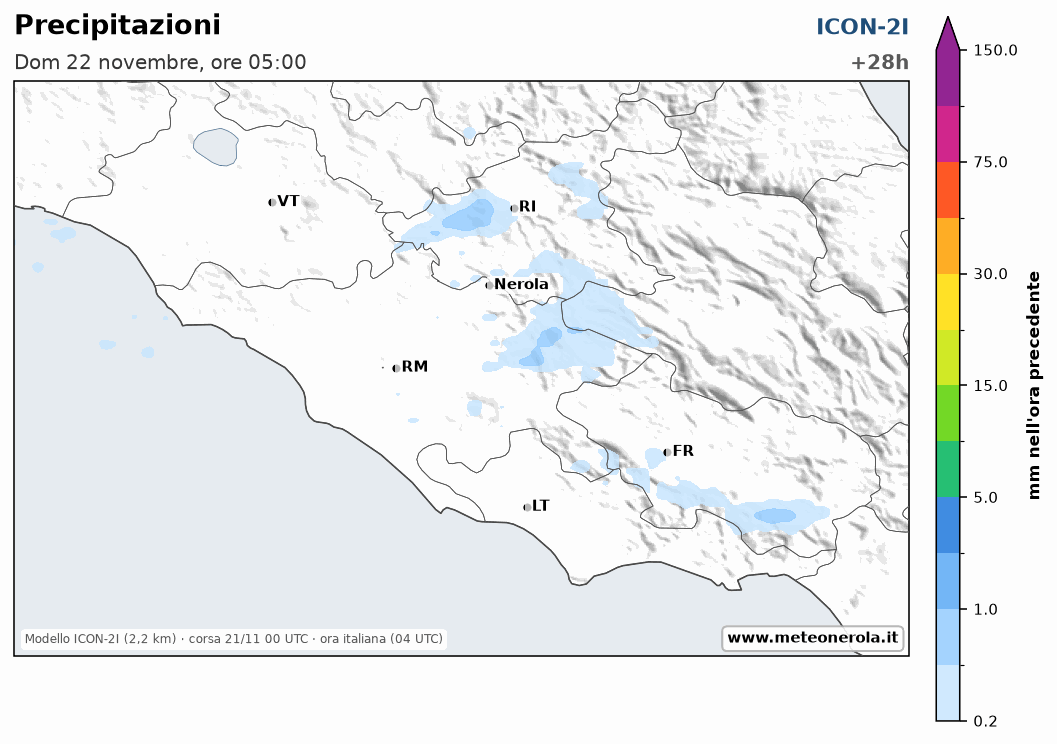 Precipitazioni
ICON-2I
Dom 22 novembre, ore 05:00
+28h
VT
RI
Nerola
RM
FR
LT
Modello ICON-2I (2,2 km) · corsa 21/11 00 UTC · ora italiana (04 UTC)
www.meteonerola.it
150.0
75.0
30.0
15.0
5.0
1.0
0.2
mm nell'ora precedente